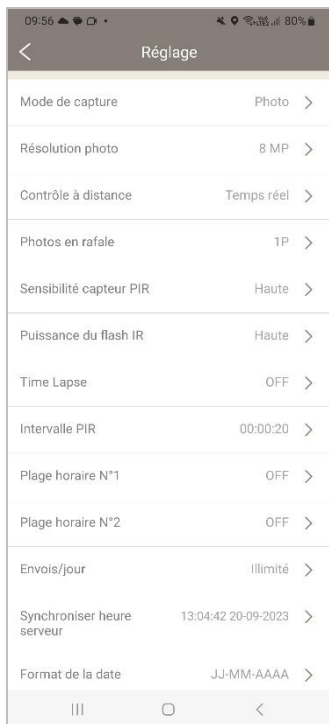 09:56 80%
Réglage
Mode de capture Photo
Résolution photo 8 MP
Contrôle à distance Temps réel
Photos en rafale 1P
Sensibilité capteur PIR Haute
Puissance du flash IR Haute
Time Lapse OFF
Intervalle PIR 00:00:20
Plage horaire N°1 OFF
Plage horaire N°2 OFF
Envois/jour Illimité
Synchroniser heure 13:04:42 20-09-2023
serveur
Format de la date JJ-MM-AAAA